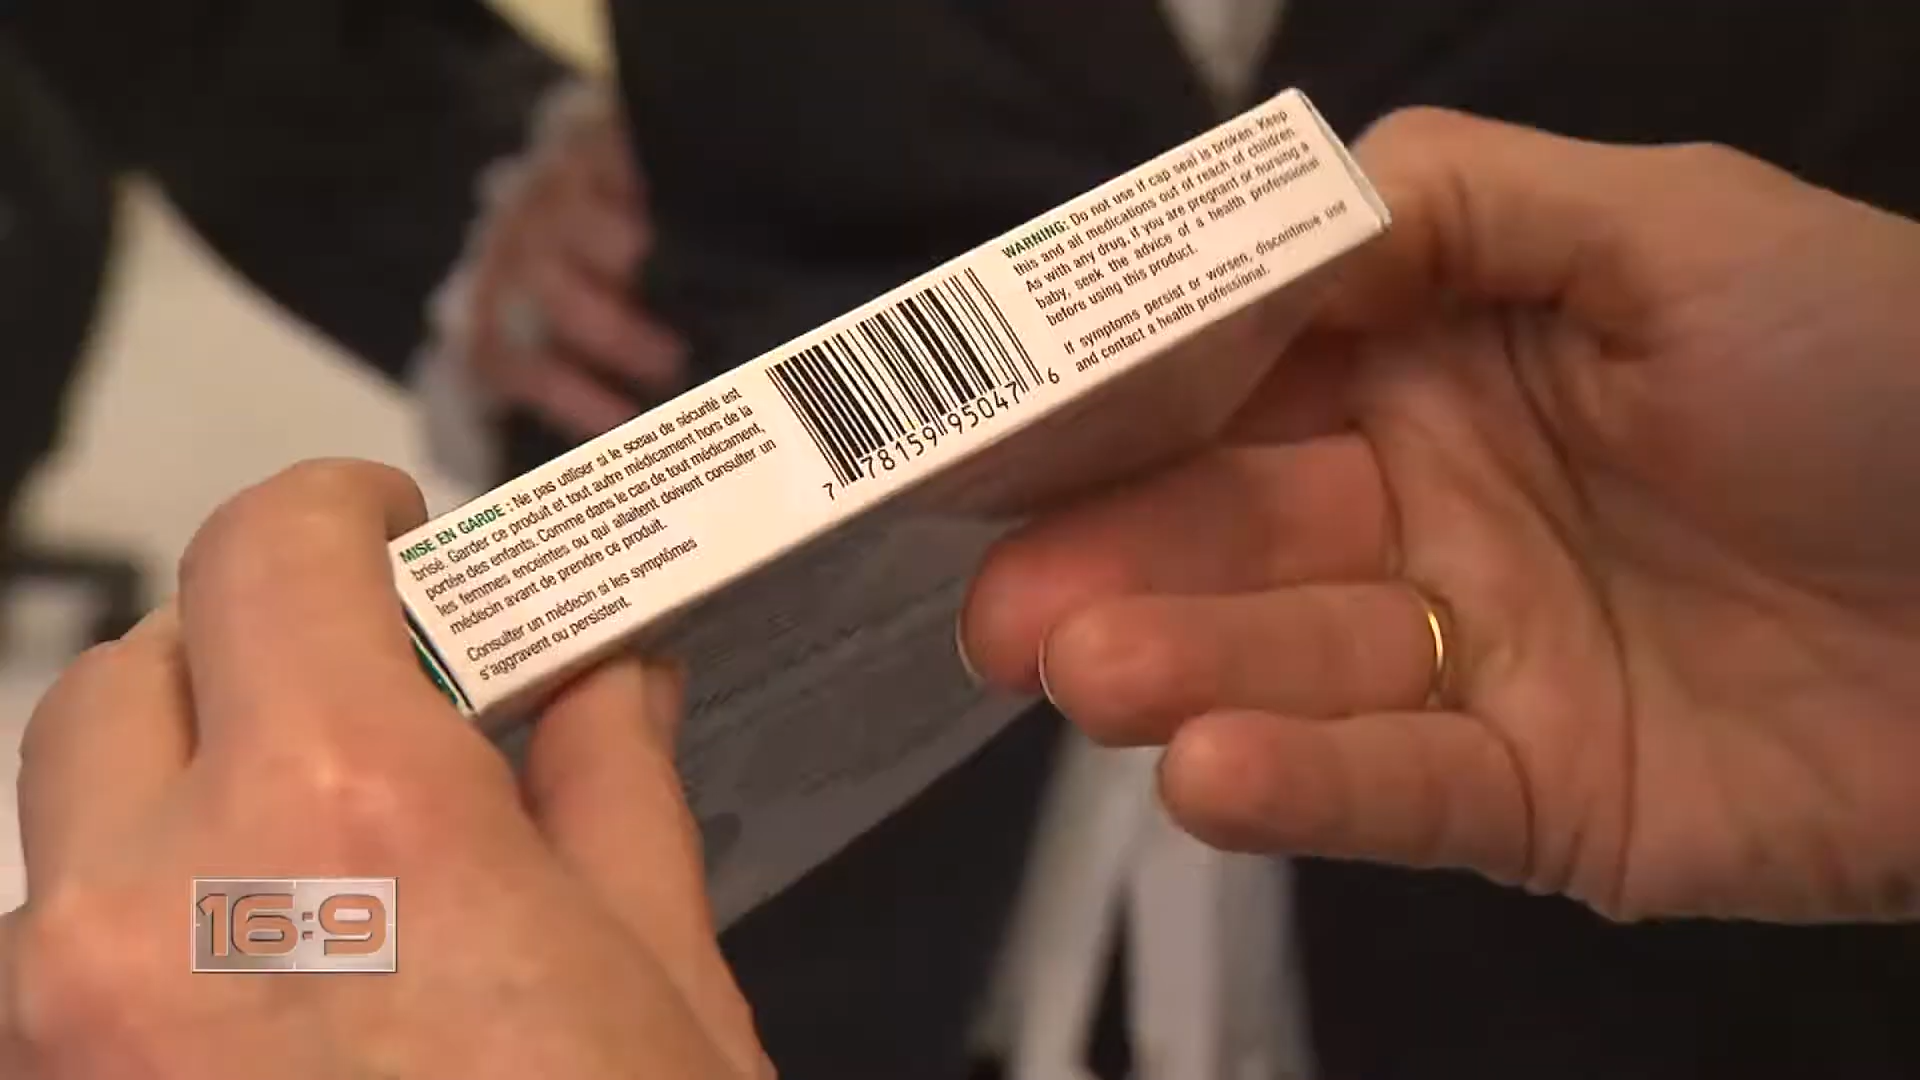 MISE EN GARDE : Ne pas utiliser si le sceau de sécurité est
brisé. Garder ce produit et tout autre médicament hors de la
portée des enfants. Comme dans le cas de tout médicament,
les femmes enceintes ou qui allaitent doivent consulter un
médecin avant de prendre ce produit.
Consulter un médecin si les symptômes
s'aggravent ou persistent.
7 78159 95047 6
WARNING: Do not use if cap seal is broken. Keep
this and all medications out of reach of children.
As with any drug, if you are pregnant or nursing a
baby, seek the advice of a health professional
before using this product.
If symptoms persist or worsen, discontinue use
and contact a health professional.
16:9